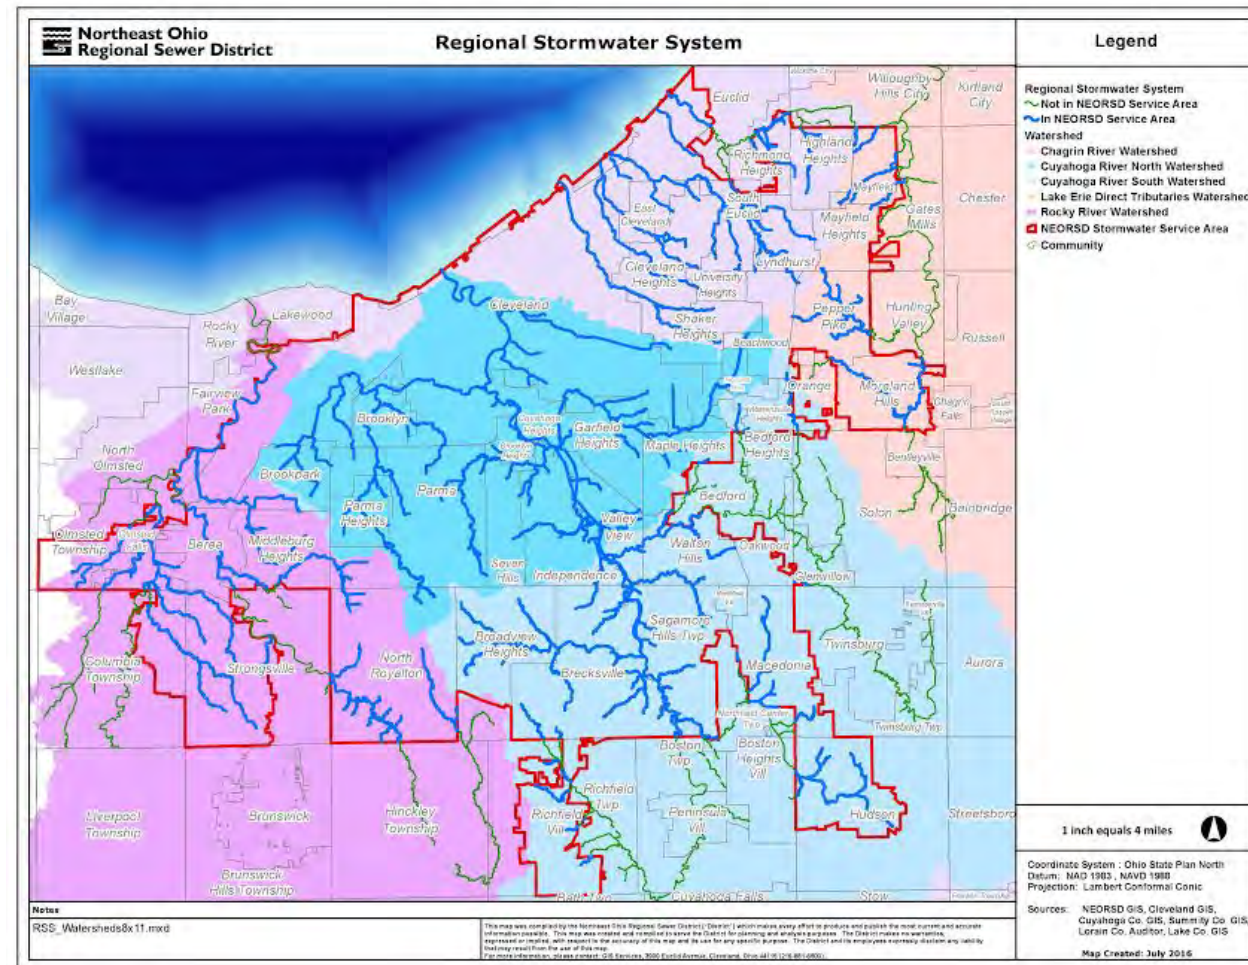 Northeast Ohio
Regional Sewer District
Regional Stormwater System
Legend
Regional Stormwater System
Not in NEORSD Service Area
In NEORSD Service Area
Watershed
Chagrin River Watershed
Cuyahoga River North Watershed
Cuyahoga River South Watershed
Lake Erie Direct Tributaries Watershed
Rocky River Watershed
NEORSD Stormwater Service Area
Community
Euclid
Willoughby
Hills City
Kirtland
City
Richmond
Heights
Highland
Heights
Mayfield
Chester
Gates
Mills
South
Euclid
East
Cleveland
Mayfield
Heights
Lyndhurst
Cleveland
Heights
University
Heights
Pepper
Pike
Hunting
Valley
Russell
Shaker
Heights
Beachwood
Bay
Village
Rocky
River
Lakewood
Cleveland
Westlake
Fairview
Park
Orange
Moreland
Hills
Chagrin
Falls
Brooklyn
Cuyahoga
Heights
Garfield
Heights
Maple Heights
Bedford
Heights
Bentleyville
North
Olmsted
Brookpark
Parma
Parma
Heights
Bedford
Solon
Bainbridge
Olmsted
Township
Berea
Middleburg
Heights
Valley
View
Walton
Hills
Oakwood
Glenwillow
Seven
Hills
Independence
Sagamore
Hills Twp
Twinsburg
Aurora
Columbia
Township
Strongsville
North
Royalton
Broadview
Heights
Brecksville
Macedonia
Twinsburg Twp
Boston
Twp
Boston
Heights
Vill
Liverpool
Township
Brunswick
Hinckley
Township
Richfield
Twp
Richfield
Vill
Peninsula
Vill
Hudson
Streetsboro
Brunswick
Hills Township
Bath Twp
Cuyahoga Falls
Stow
1 inch equals 4 miles
Coordinate System : Ohio State Plan North
Datum: NAD 1983 , NAVD 1988
Projection: Lambert Conformal Conic
Sources: NEORSD GIS, Cleveland GIS,
Cuyahoga Co. GIS, Summity Co. GIS,
Lorain Co. Auditor, Lake Co. GIS
Map Created: July 2016
Notes
RSS_Watersheds8x11.mxd